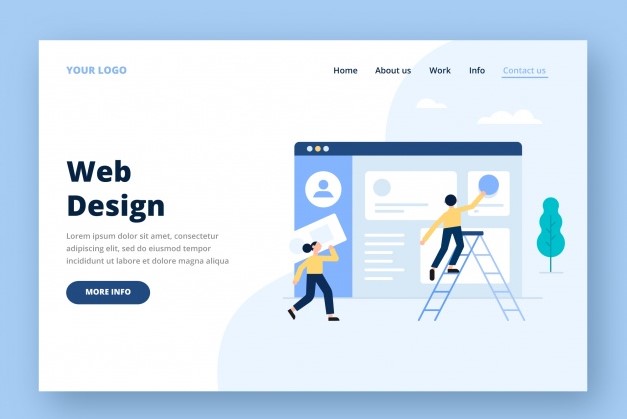 YOUR LOGO
Home About us Work Info Contact us
Web
Design
Lorem ipsum dolor sit amet, consectetur
adipiscing elit, sed do eiusmod tempor
incididunt ut labore et dolore magna aliqua
MORE INFO